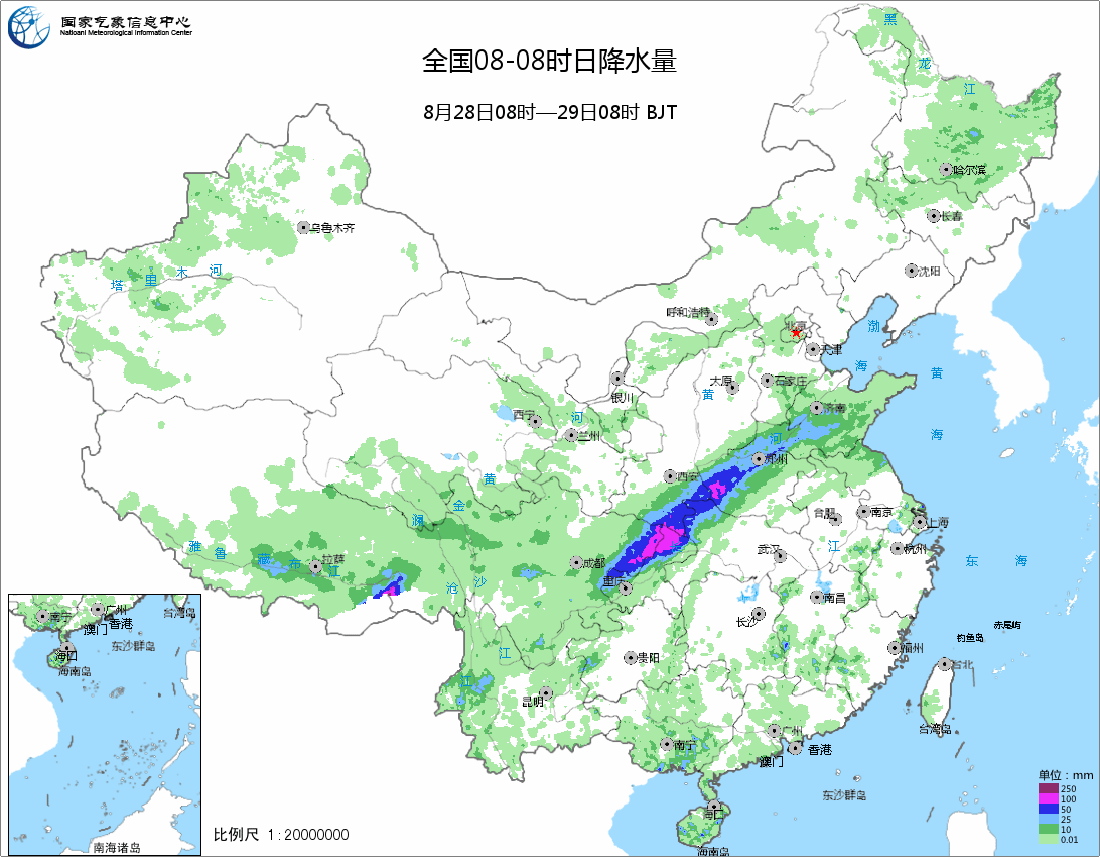 国家气象信息中心
Natioanl Meteorological Information Center
全国08-08时日降水量
8月28日08时—29日08时 BJT
黑
龙
江
哈尔滨
长春
乌鲁木齐
沈阳
塔 里 木 河
呼和浩特
北京
渤
天津
海
黄
太原
石家庄
银川
黄
济南
西宁
河
兰州
河
海
郑州
西安
黄
金
澜
合肥
南京
上海
雅 鲁 藏 布 江
拉萨
成都
武汉
江
杭州
东 海
重庆
沧 沙
南昌
长沙
赤尾屿
钓鱼岛
福州
江
贵阳
台北
江
昆明
台湾岛
南宁
广州
香港
澳门
海口
海南岛
东沙群岛
南宁
广州
台湾岛
香港
澳门
东沙群岛
海口
海南岛
南海诸岛
比例尺 1:20000000
单位：mm
250
100
50
25
10
0.01